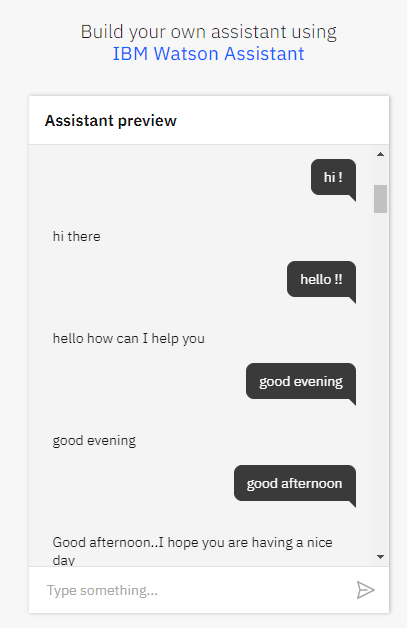 Build your own assistant using
IBM Watson Assistant
Assistant preview
hi !
hi there
hello !!
hello how can I help you
good evening
good evening
good afternoon
Good afternoon..I hope you are having a nice
day
Type something...